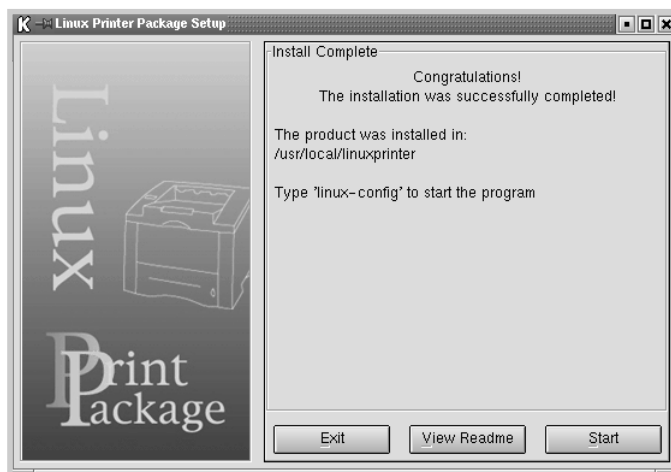 K Linux Printer Package Setup
Linux
Print
Package
Install Complete
Congratulations!
The installation was successfully completed!
The product was installed in:
/usr/local/linuxprinter
Type 'linux-config' to start the program
Exit
View Readme
Start